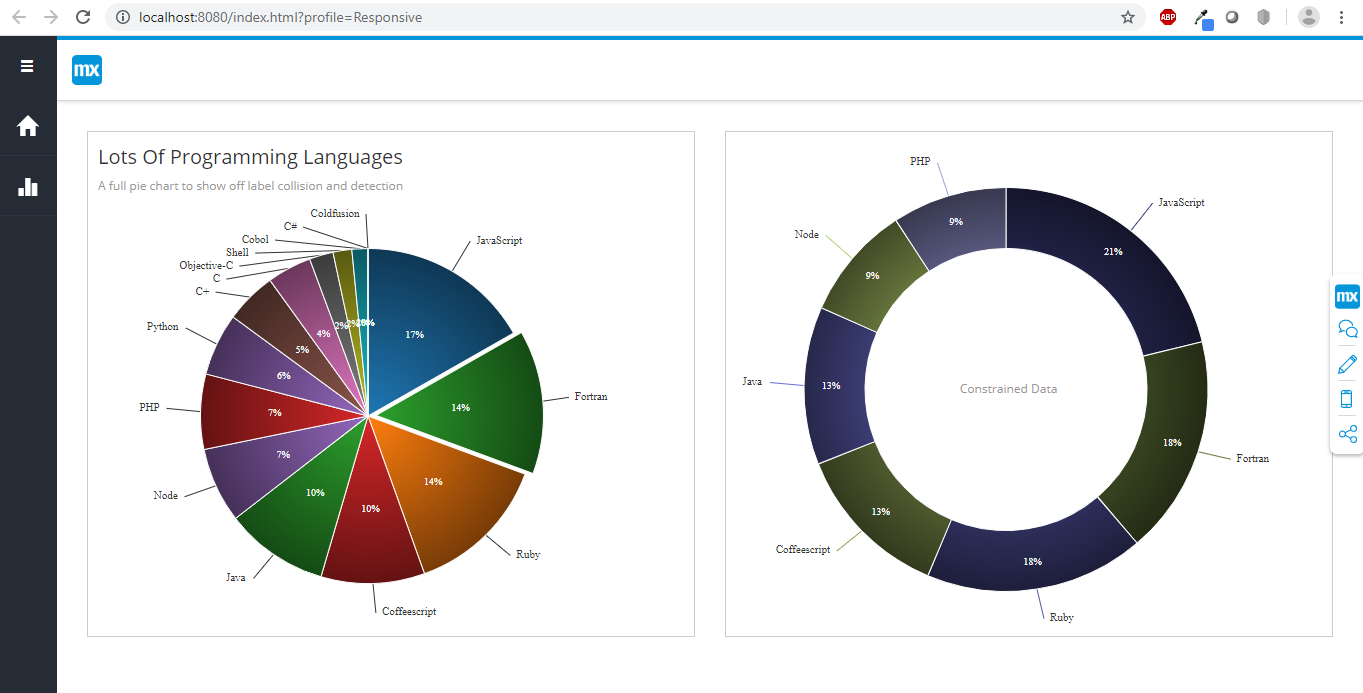 localhost:8080/index.html?profile=Responsive
ABP
mx
Lots Of Programming Languages
A full pie chart to show off label collision and detection
Coldfusion
C#
Cobol
Shell
Objective-C
C
C+
Python
PHP
Node
Java
Coffeescript
Ruby
Fortran
JavaScript
17%
14%
14%
10%
10%
7%
7%
6%
5%
4%
2%
2%
PHP
JavaScript
Node
Java
Coffeescript
Ruby
Fortran
9%
21%
9%
13%
13%
18%
18%
Constrained Data
mx